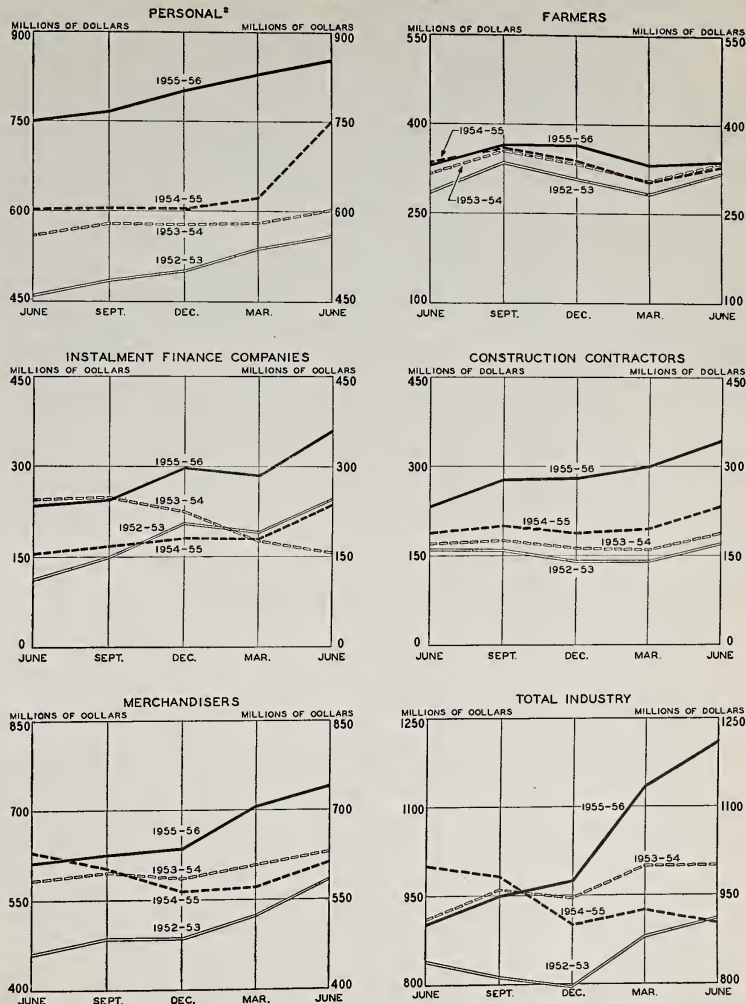 PERSONAL²
MILLIONS OF DOLLARS MILLIONS OF DOLLARS
900 900
1955-56
750 750
1954-55
600 600
1953-54
1952-53
450 450
JUNE SEPT. DEC. MAR. JUNE
FARMERS
MILLIONS OF DOLLARS MILLIONS OF DOLLARS
550 550
400 400
1954-55
1955-56
1953-54
1952-53
250 250
100 100
JUNE SEPT. DEC. MAR. JUNE
INSTALMENT FINANCE COMPANIES
MILLIONS OF DOLLARS MILLIONS OF DOLLARS
450 450
1955-56
300 300
1953-54
1952-53
1954-55
150 150
0 0
JUNE SEPT. DEC. MAR. JUNE
CONSTRUCTION CONTRACTORS
MILLIONS OF DOLLARS MILLIONS OF DOLLARS
450 450
1955-56
300 300
1954-55
1953-54
150 150
1952-53
0 0
JUNE SEPT. DEC. MAR. JUNE
MERCHANDISERS
MILLIONS OF DOLLARS MILLIONS OF DOLLARS
850 850
700 700
1955-56
1953-54
1954-55
550 550
1952-53
400 400
JUNE SEPT. DEC. MAR. JUNE
TOTAL INDUSTRY
MILLIONS OF DOLLARS MILLIONS OF DOLLARS
1250 1250
1100 1100
1955-56
1953-54
950 950
1954-55
1952-53
800 800
JUNE SEPT. DEC. MAR. JUNE